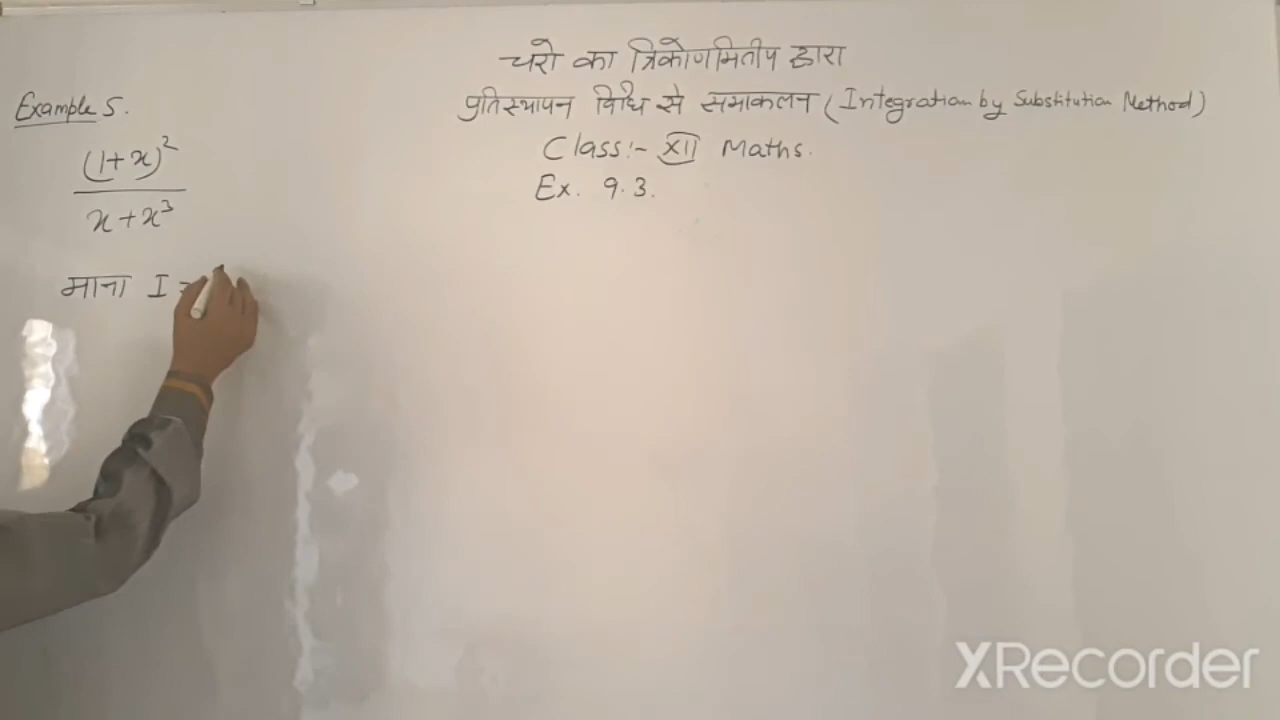 चरो का त्रिकोणमितीय द्वारा
प्रतिस्थापन विधि से समाकलन (Integration by Substitution Method)
Class:- XII Maths.
Ex. 9.3.
Example 5.
(1+x)²
x+x³
माना I =
XRecorder